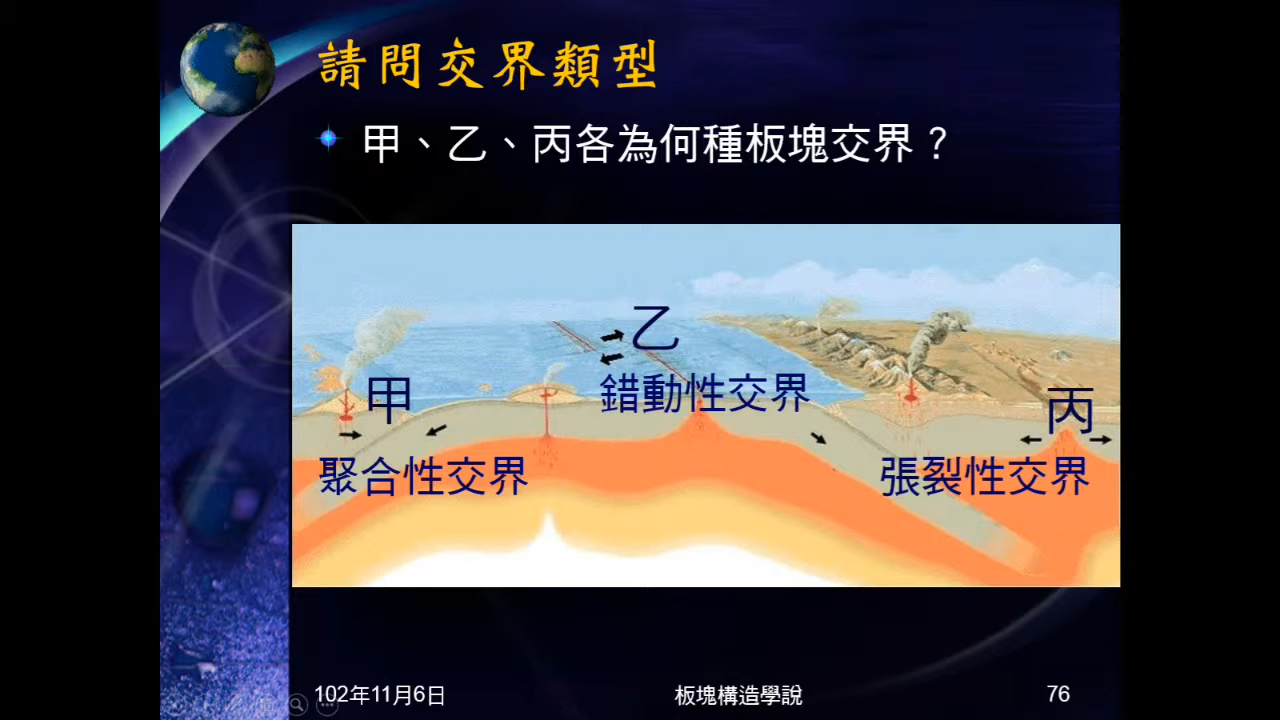 請問交界類型
甲、乙、丙各為何種板塊交界？
乙
甲
錯動性交界
丙
聚合性交界
張裂性交界
102年11月6日
板塊構造學說
76